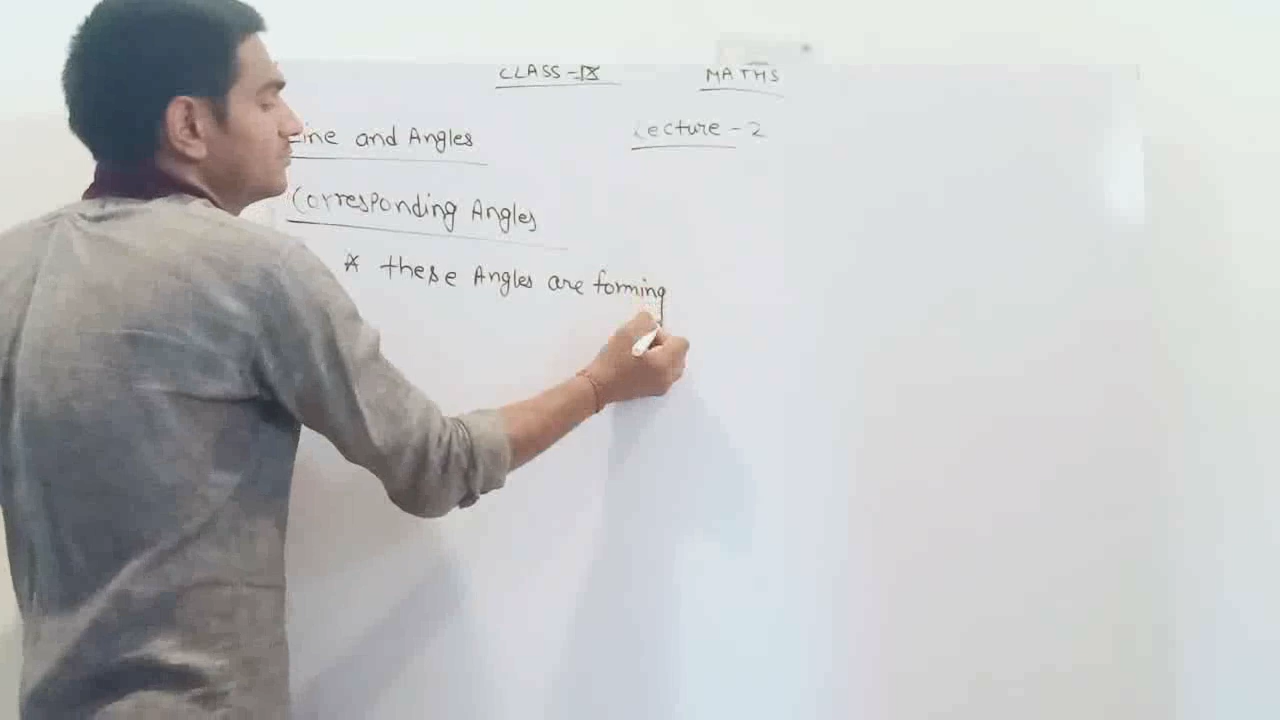 CLASS-IX MATHS
Line and Angles Lecture-2
Corresponding Angles
* these Angles are forming